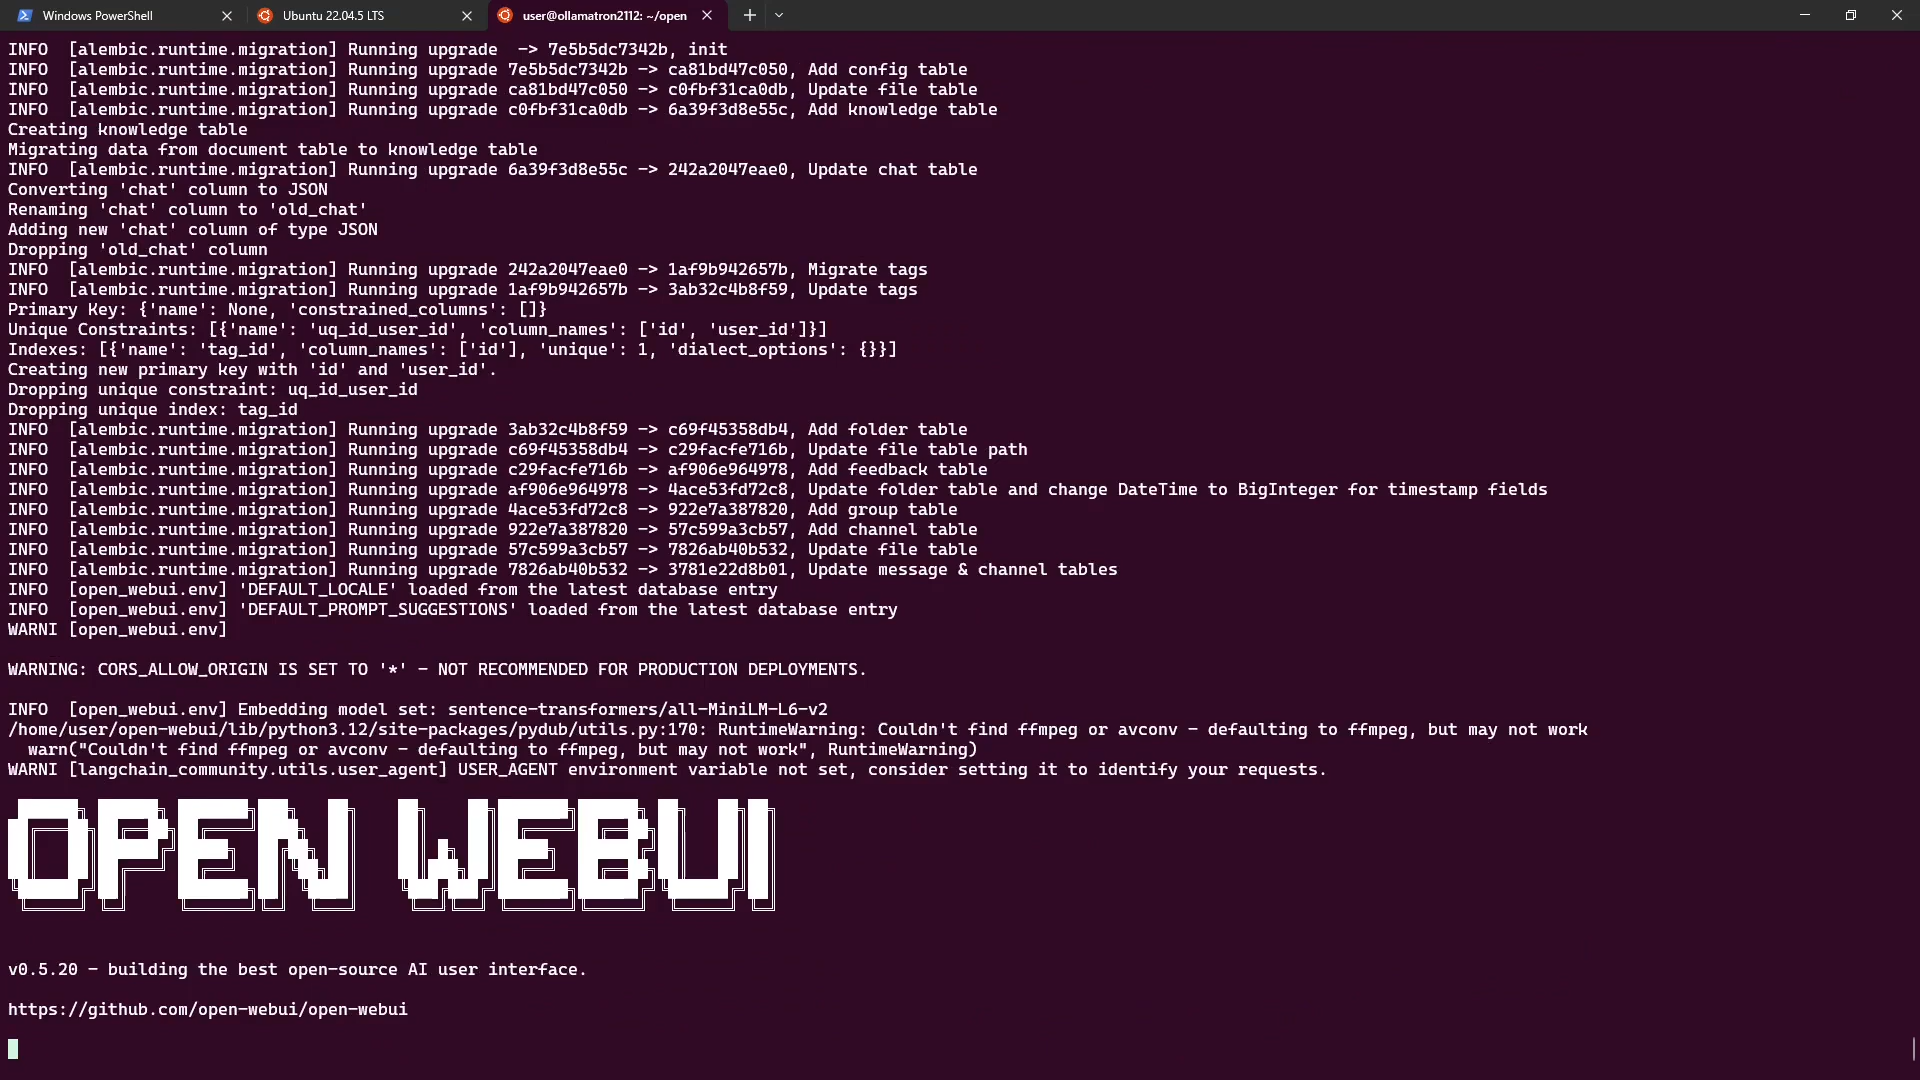 Windows PowerShell
Ubuntu 22.04.5 LTS
user@ollamatron2112: ~/open
INFO  [alembic.runtime.migration] Running upgrade  -> 7e5b5dc7342b, init
INFO  [alembic.runtime.migration] Running upgrade 7e5b5dc7342b -> ca81bd47c050, Add config table
INFO  [alembic.runtime.migration] Running upgrade ca81bd47c050 -> c0fbf31ca0db, Update file table
INFO  [alembic.runtime.migration] Running upgrade c0fbf31ca0db -> 6a39f3d8e55c, Add knowledge table
Creating knowledge table
Migrating data from document table to knowledge table
INFO  [alembic.runtime.migration] Running upgrade 6a39f3d8e55c -> 242a2047eae0, Update chat table
Converting 'chat' column to JSON
Renaming 'chat' column to 'old_chat'
Adding new 'chat' column of type JSON
Dropping 'old_chat' column
INFO  [alembic.runtime.migration] Running upgrade 242a2047eae0 -> 1af9b942657b, Migrate tags
INFO  [alembic.runtime.migration] Running upgrade 1af9b942657b -> 3ab32c4b8f59, Update tags
Primary Key: {'name': None, 'constrained_columns': []}
Unique Constraints: [{'name': 'uq_id_user_id', 'column_names': ['id', 'user_id']}]
Indexes: [{'name': 'tag_id', 'column_names': ['id'], 'unique': 1, 'dialect_options': {}}]
Creating new primary key with 'id' and 'user_id'.
Dropping unique constraint: uq_id_user_id
Dropping unique index: tag_id
INFO  [alembic.runtime.migration] Running upgrade 3ab32c4b8f59 -> c69f45358db4, Add folder table
INFO  [alembic.runtime.migration] Running upgrade c69f45358db4 -> c29facfe716b, Update file table path
INFO  [alembic.runtime.migration] Running upgrade c29facfe716b -> af906e964978, Add feedback table
INFO  [alembic.runtime.migration] Running upgrade af906e964978 -> 4ace53fd72c8, Update folder table and change DateTime to BigInteger for timestamp fields
INFO  [alembic.runtime.migration] Running upgrade 4ace53fd72c8 -> 922e7a387820, Add group table
INFO  [alembic.runtime.migration] Running upgrade 922e7a387820 -> 57c599a3cb57, Add channel table
INFO  [alembic.runtime.migration] Running upgrade 57c599a3cb57 -> 7826ab40b532, Update file table
INFO  [alembic.runtime.migration] Running upgrade 7826ab40b532 -> 3781e22d8b01, Update message & channel tables
INFO  [open_webui.env] 'DEFAULT_LOCALE' loaded from the latest database entry
INFO  [open_webui.env] 'DEFAULT_PROMPT_SUGGESTIONS' loaded from the latest database entry
WARNI [open_webui.env]
WARNING: CORS_ALLOW_ORIGIN IS SET TO '*' - NOT RECOMMENDED FOR PRODUCTION DEPLOYMENTS.
INFO  [open_webui.env] Embedding model set: sentence-transformers/all-MiniLM-L6-v2
/home/user/open-webui/lib/python3.12/site-packages/pydub/utils.py:170: RuntimeWarning: Couldn't find ffmpeg or avconv - defaulting to ffmpeg, but may not work
  warn("Couldn't find ffmpeg or avconv - defaulting to ffmpeg, but may not work", RuntimeWarning)
WARNI [langchain_community.utils.user_agent] USER_AGENT environment variable not set, consider setting it to identify your requests.
OPEN WEBUI
v0.5.20 - building the best open-source AI user interface.
https://github.com/open-webui/open-webui